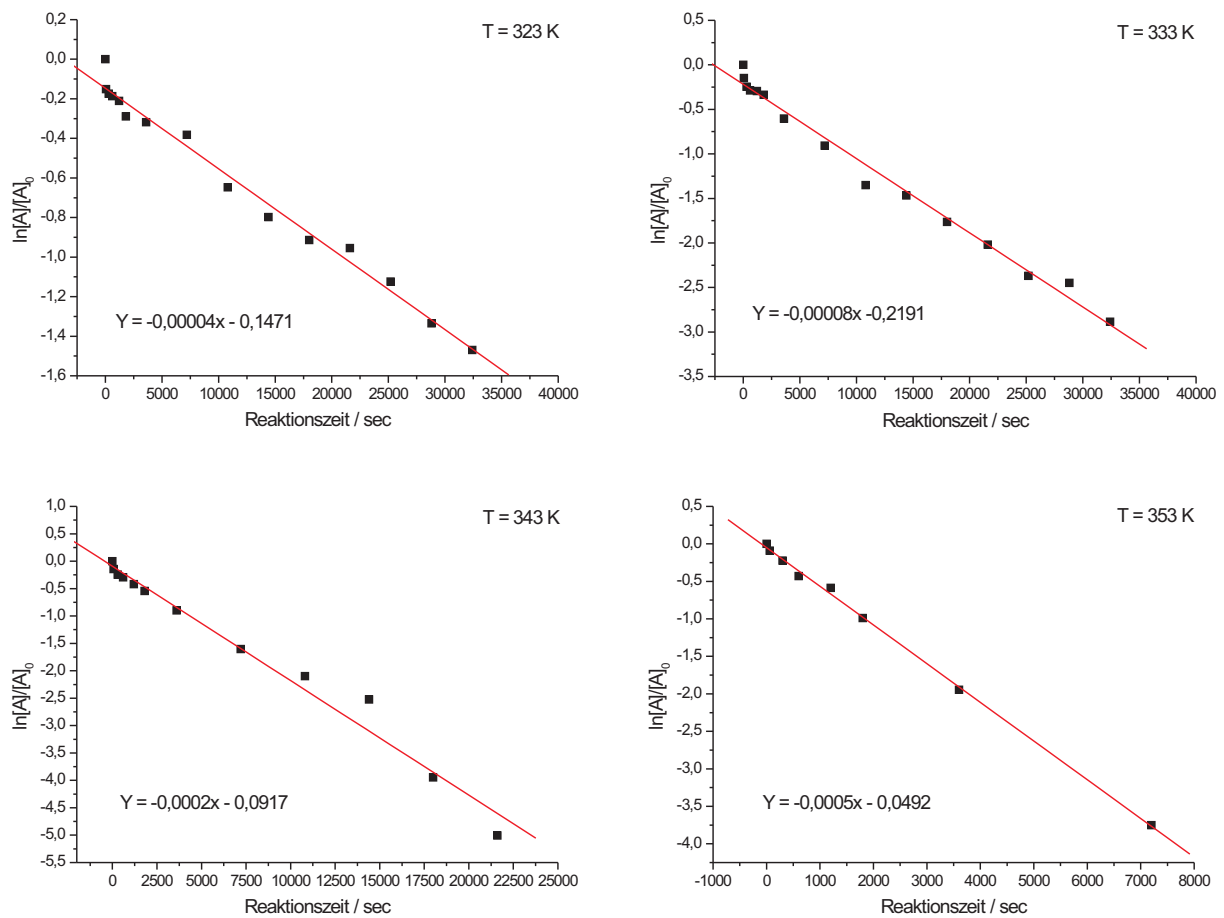 T = 323 K
0,2
0,0
-0,2
-0,4
-0,6
-0,8
-1,0
-1,2
-1,4
-1,6
ln[A]/[A]₀
Y = -0,00004x - 0,1471
0 5000 10000 15000 20000 25000 30000 35000 40000
Reaktionszeit / sec
T = 333 K
0,5
0,0
-0,5
-1,0
-1,5
-2,0
-2,5
-3,0
-3,5
ln[A]/[A]₀
Y = -0,00008x -0,2191
0 5000 10000 15000 20000 25000 30000 35000 40000
Reaktionszeit / sec
T = 343 K
1,0
0,5
0,0
-0,5
-1,0
-1,5
-2,0
-2,5
-3,0
-3,5
-4,0
-4,5
-5,0
-5,5
ln[A]/[A]₀
Y = -0,0002x - 0,0917
0 2500 5000 7500 10000 12500 15000 17500 20000 22500 25000
Reaktionszeit / sec
T = 353 K
0,5
0,0
-0,5
-1,0
-1,5
-2,0
-2,5
-3,0
-3,5
-4,0
ln[A]/[A]₀
Y = -0,0005x - 0,0492
-1000 0 1000 2000 3000 4000 5000 6000 7000 8000
Reaktionszeit / sec